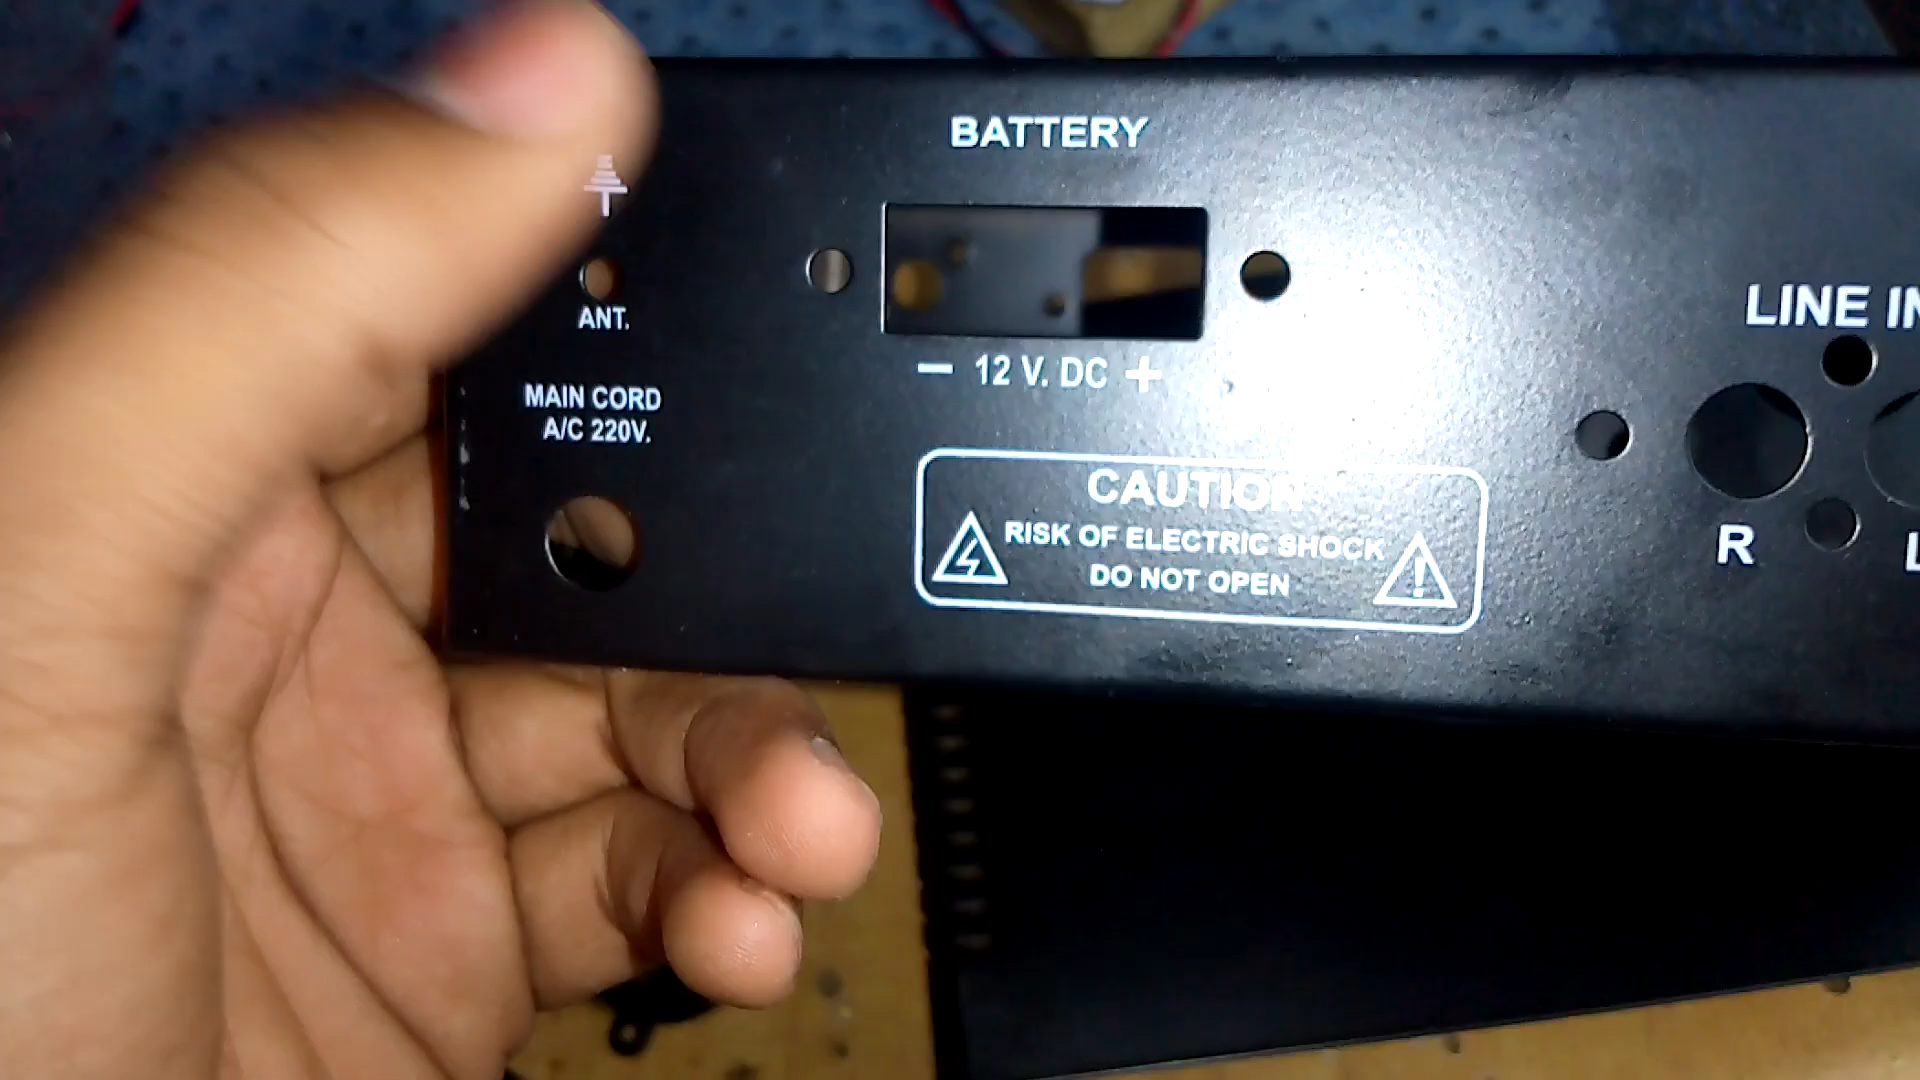 BATTERY
ANT.
− 12 V. DC +
MAIN CORD
A/C 220V.
CAUTION
RISK OF ELECTRIC SHOCK
DO NOT OPEN
LINE IN
R
L